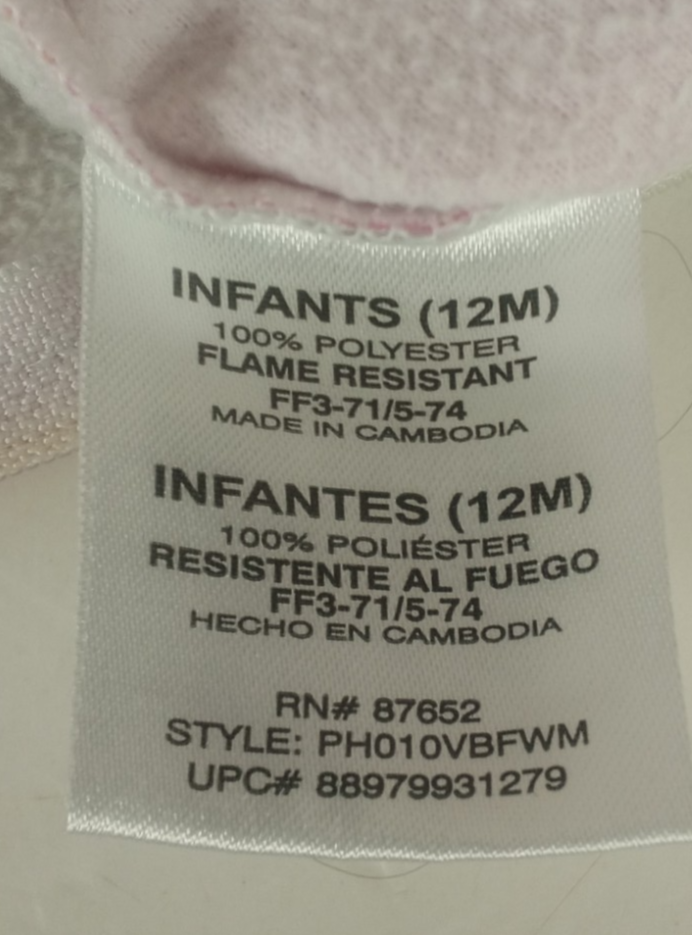 INFANTS (12M)
100% POLYESTER
FLAME RESISTANT
FF3-71/5-74
MADE IN CAMBODIA
INFANTES (12M)
100% POLIÉSTER
RESISTENTE AL FUEGO
FF3-71/5-74
HECHO EN CAMBODIA
RN# 87652
STYLE: PH010VBFWM
UPC# 88979931279